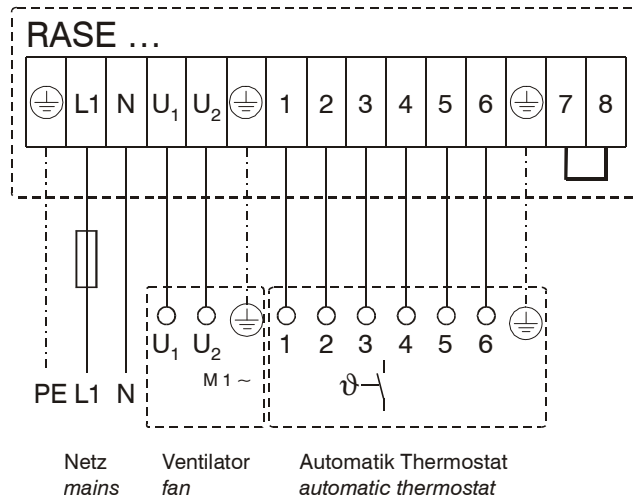 RASE ...
L1 N U1 U2 1 2 3 4 5 6 7 8
U1 U2 1 2 3 4 5 6
M 1 ~
ϑ
PE L1 N
Netz Ventilator Automatik Thermostat
mains fan automatic thermostat